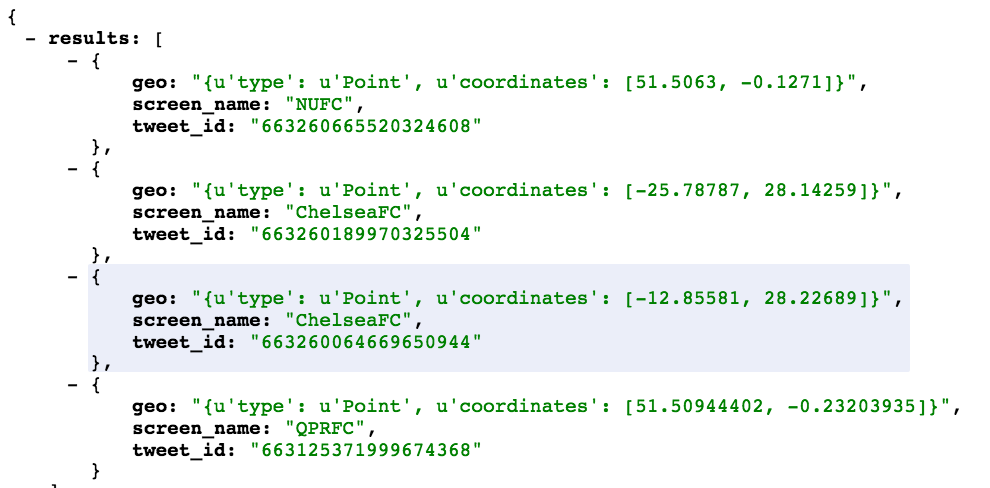 {
- results: [
- {
geo: "{u'type': u'Point', u'coordinates': [51.5063, -0.1271]}",
screen_name: "NUFC",
tweet_id: "663260665520324608"
},
- {
geo: "{u'type': u'Point', u'coordinates': [-25.78787, 28.14259]}",
screen_name: "ChelseaFC",
tweet_id: "663260189970325504"
},
- {
geo: "{u'type': u'Point', u'coordinates': [-12.85581, 28.22689]}",
screen_name: "ChelseaFC",
tweet_id: "663260064669650944"
},
- {
geo: "{u'type': u'Point', u'coordinates': [51.50944402, -0.23203935]}",
screen_name: "QPRFC",
tweet_id: "663125371999674368"
}